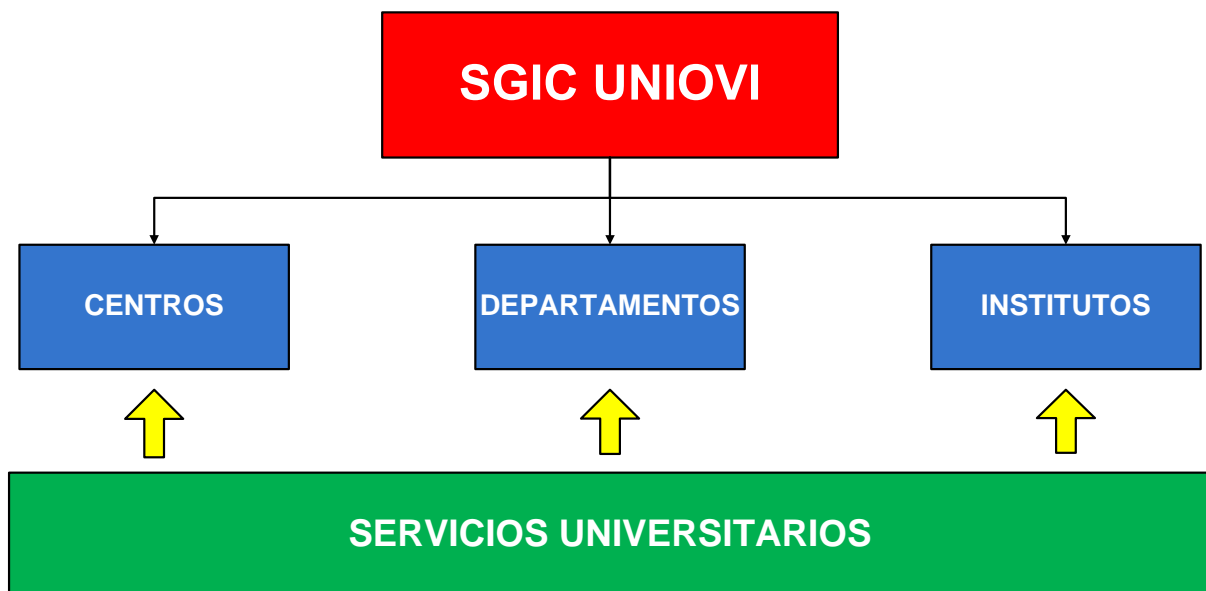 SGIC UNIOVI
CENTROS
DEPARTAMENTOS
INSTITUTOS
SERVICIOS UNIVERSITARIOS